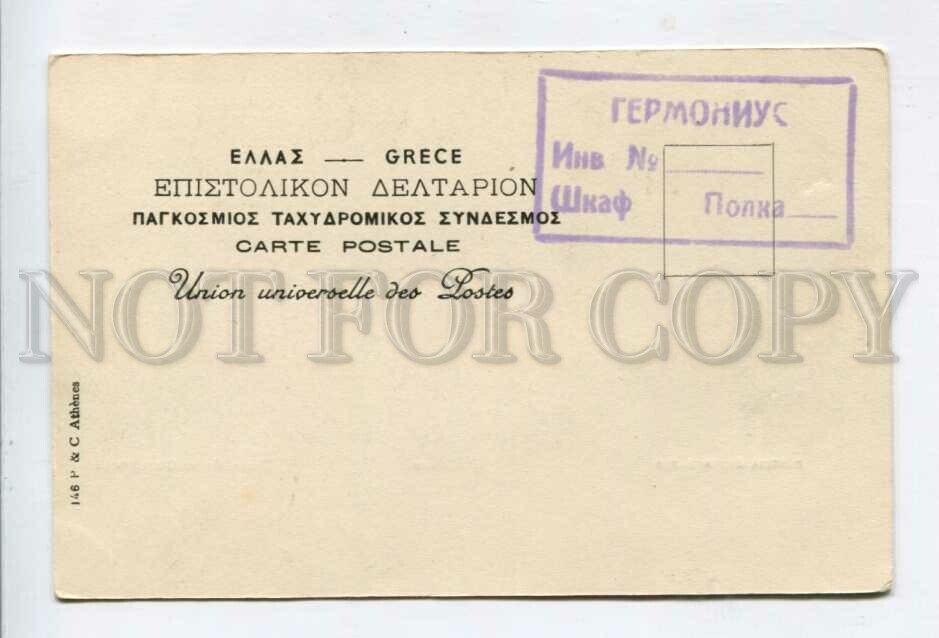 ΕΛΛΑΣ — GRECE
ΕΠΙΣΤΟΛΙΚΟΝ ΔΕΛΤΑΡΙΟΝ
ΠΑΓΚΟΣΜΙΟΣ ΤΑΧΥΔΡΟΜΙΚΟΣ ΣΥΝΔΕΣΜΟΣ
CARTE POSTALE
Union universelle des Postes
ГЕРМОНИУС
Инв №
Шкаф Полка
NOT FOR COPY
146 P & C Athènes